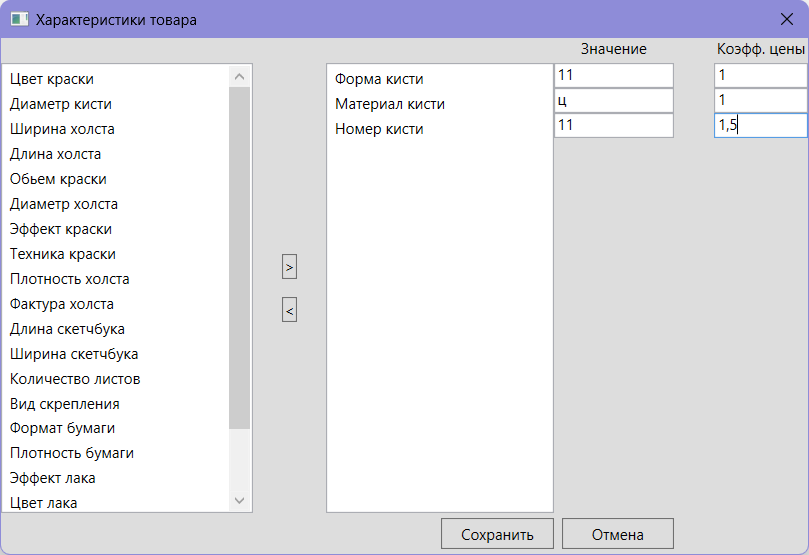 Характеристики товара
Значение
Коэфф. цены
Цвет краски
Диаметр кисти
Ширина холста
Длина холста
Обьем краски
Диаметр холста
Эффект краски
Техника краски
Плотность холста
Фактура холста
Длина скетчбука
Ширина скетчбука
Количество листов
Вид скрепления
Формат бумаги
Плотность бумаги
Эффект лака
Цвет лака
>
<
Форма кисти 11 1
Материал кисти ц 1
Номер кисти 11 1,5
Сохранить
Отмена